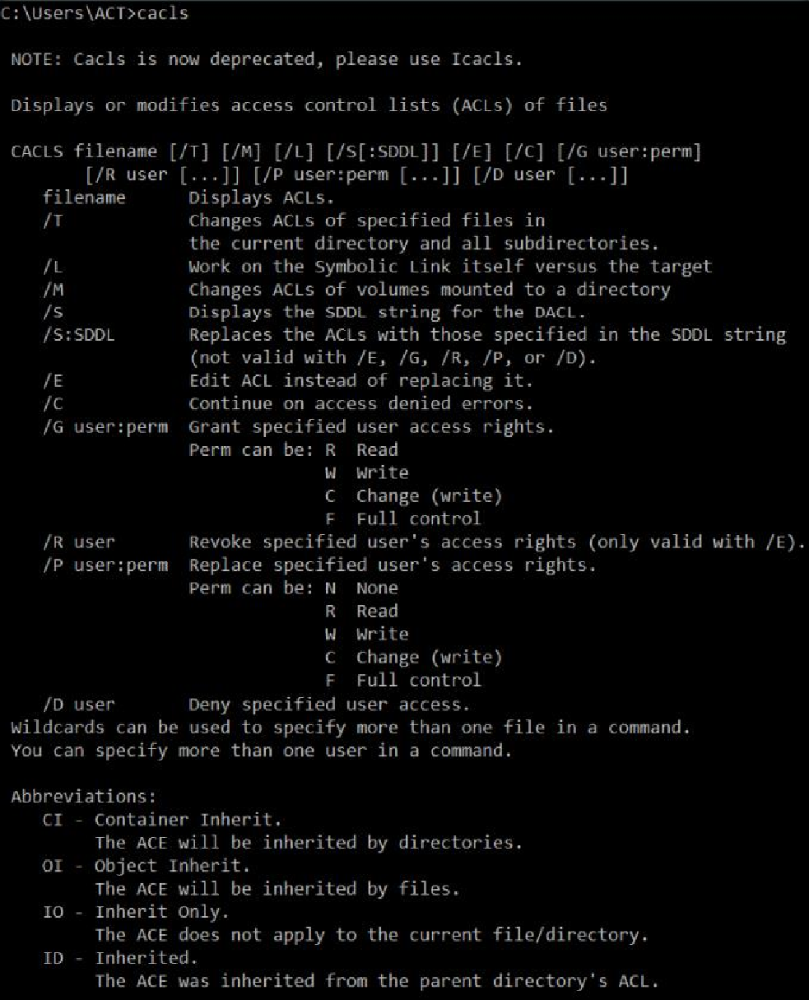 C:\Users\ACT>cacls
NOTE: Cacls is now deprecated, please use Icacls.
Displays or modifies access control lists (ACLs) of files
CACLS filename [/T] [/M] [/L] [/S[:SDDL]] [/E] [/C] [/G user:perm]
[/R user [...]] [/P user:perm [...]] [/D user [...]]
filename Displays ACLs.
/T Changes ACLs of specified files in
the current directory and all subdirectories.
/L Work on the Symbolic Link itself versus the target
/M Changes ACLs of volumes mounted to a directory
/S Displays the SDDL string for the DACL.
/S:SDDL Replaces the ACLs with those specified in the SDDL string
(not valid with /E, /G, /R, /P, or /D).
/E Edit ACL instead of replacing it.
/C Continue on access denied errors.
/G user:perm Grant specified user access rights.
Perm can be: R Read
W Write
C Change (write)
F Full control
/R user Revoke specified user's access rights (only valid with /E).
/P user:perm Replace specified user's access rights.
Perm can be: N None
R Read
W Write
C Change (write)
F Full control
/D user Deny specified user access.
Wildcards can be used to specify more than one file in a command.
You can specify more than one user in a command.
Abbreviations:
CI - Container Inherit.
The ACE will be inherited by directories.
OI - Object Inherit.
The ACE will be inherited by files.
IO - Inherit Only.
The ACE does not apply to the current file/directory.
ID - Inherited.
The ACE was inherited from the parent directory's ACL.